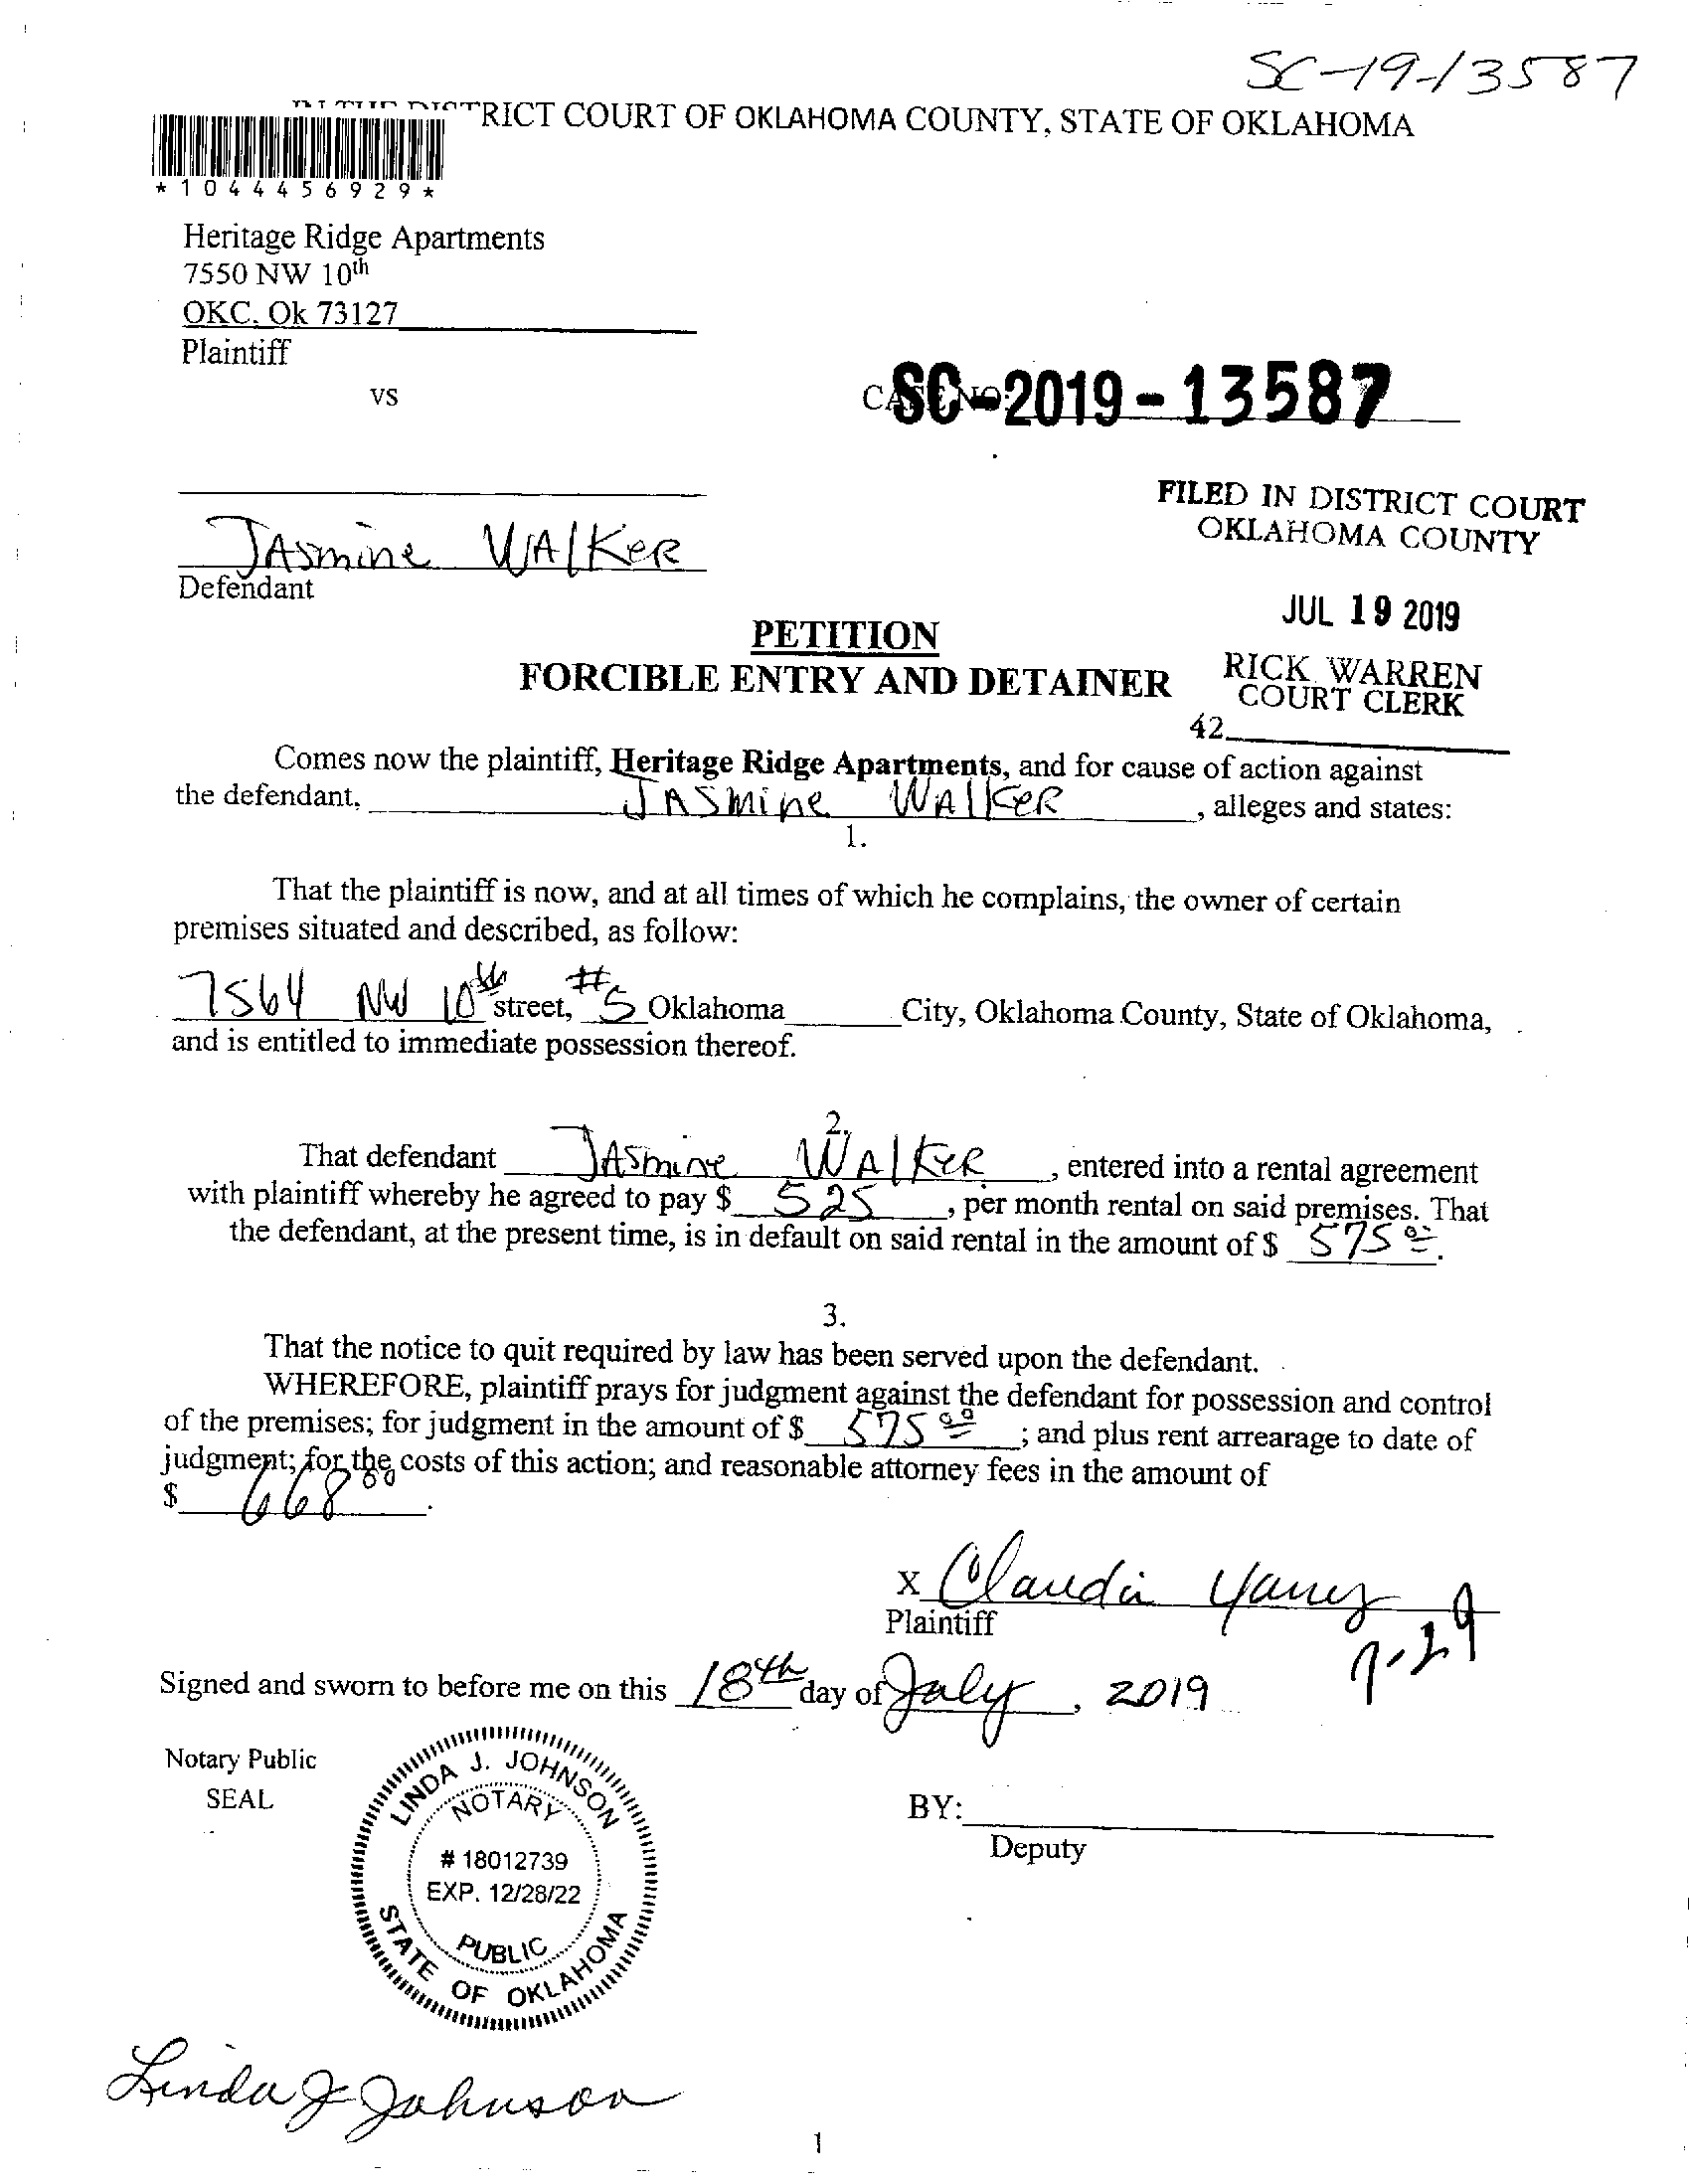 SC-19-13587
DISTRICT COURT OF OKLAHOMA COUNTY, STATE OF OKLAHOMA
*1044456929*
Heritage Ridge Apartments
7550 NW 10th
OKC, Ok 73127
Plaintiff
vs
CASE NO. SC-2019-13587
FILED IN DISTRICT COURT
OKLAHOMA COUNTY
JAsmine WAlKeR
Defendant
JUL 19 2019
PETITION
FORCIBLE ENTRY AND DETAINER
RICK WARREN
COURT CLERK
42
Comes now the plaintiff, Heritage Ridge Apartments, and for cause of action against
the defendant, JASmine WAlKeR, alleges and states:
1.
That the plaintiff is now, and at all times of which he complains, the owner of certain
premises situated and described, as follow:
7564 NW 10th street, #5 Oklahoma City, Oklahoma County, State of Oklahoma,
and is entitled to immediate possession thereof.
2.
That defendant JASmine WAlKeR, entered into a rental agreement
with plaintiff whereby he agreed to pay $ 525, per month rental on said premises. That
the defendant, at the present time, is in default on said rental in the amount of $ 575 00.
3.
That the notice to quit required by law has been served upon the defendant.
WHEREFORE, plaintiff prays for judgment against the defendant for possession and control
of the premises; for judgment in the amount of $ 575 00; and plus rent arrearage to date of
judgment; for the costs of this action; and reasonable attorney fees in the amount of
$ 668 00.
x Claudia Yanez
Plaintiff
7-29
Signed and sworn to before me on this 18th day of July, 2019
Notary Public
SEAL
LINDA J. JOHNSON
NOTARY
# 18012739
EXP. 12/28/22
PUBLIC
STATE OF OKLAHOMA
BY:
Deputy
Linda J Johnson
1